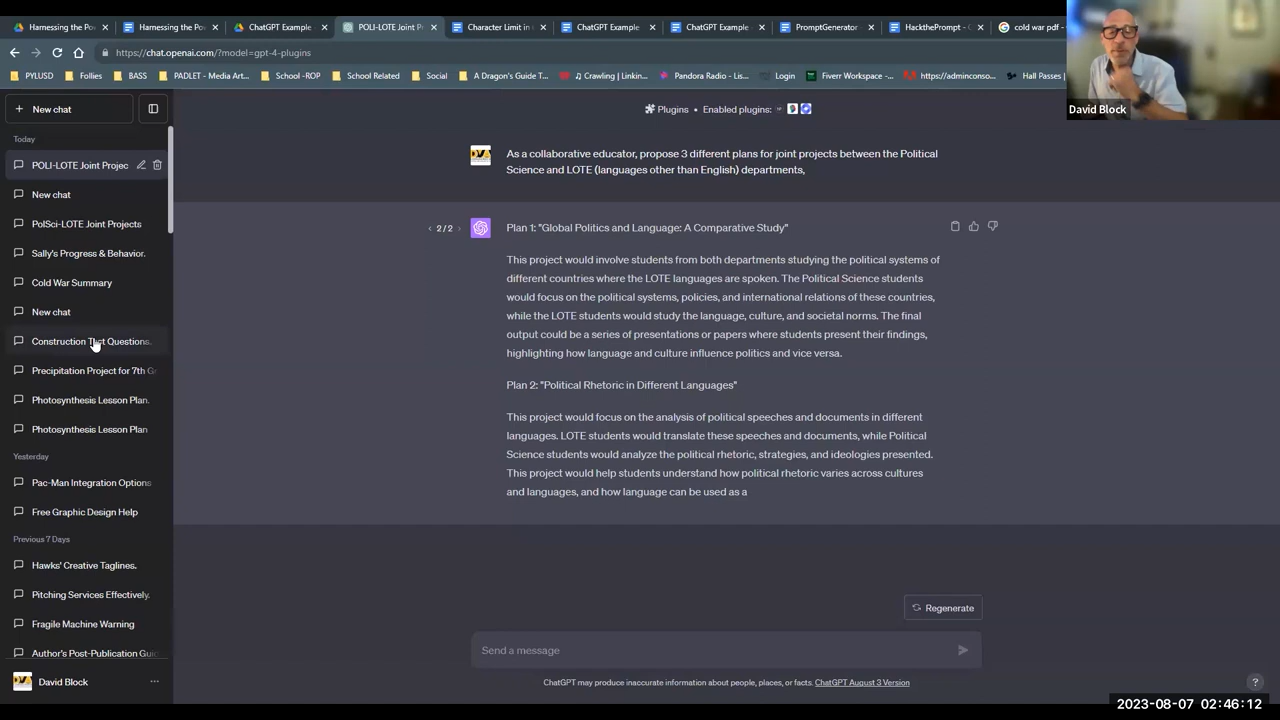 Harnessing the Po
Harnessing the Po
ChatGPT Example
POLI-LOTE Joint P
Character Limit in
ChatGPT Example
ChatGPT Example
PromptGenerator
HackthePrompt - G
cold war pdf - G
https://chat.openai.com/?model=gpt-4-plugins
PYLUSD
Follies
BASS
PADLET - Media Art...
School -ROP
School Related
Social
A Dragon's Guide T...
Crawling | Linkin...
Pandora Radio - Lis...
Login
Fiverr Workspace -...
https://adminconso...
Hall Passes
David Block
New chat
Plugins • Enabled plugins:
Today
POLI-LOTE Joint Projec
New chat
PolSci-LOTE Joint Projects
Sally's Progress & Behavior.
Cold War Summary
New chat
Construction Test Questions.
Precipitation Project for 7th Gr
Photosynthesis Lesson Plan.
Photosynthesis Lesson Plan
Yesterday
Pac-Man Integration Options
Free Graphic Design Help
Previous 7 Days
Hawks' Creative Taglines.
Pitching Services Effectively.
Fragile Machine Warning
Author's Post-Publication Guid
David Block
As a collaborative educator, propose 3 different plans for joint projects between the Political
Science and LOTE (languages other than English) departments,
2/2
Plan 1: "Global Politics and Language: A Comparative Study"
This project would involve students from both departments studying the political systems of
different countries where the LOTE languages are spoken. The Political Science students
would focus on the political systems, policies, and international relations of these countries,
while the LOTE students would study the language, culture, and societal norms. The final
output could be a series of presentations or papers where students present their findings,
highlighting how language and culture influence politics and vice versa.
Plan 2: "Political Rhetoric in Different Languages"
This project would focus on the analysis of political speeches and documents in different
languages. LOTE students would translate these speeches and documents, while Political
Science students would analyze the political rhetoric, strategies, and ideologies presented.
This project would help students understand how political rhetoric varies across cultures
and languages, and how language can be used as a
Regenerate
Send a message
ChatGPT may produce inaccurate information about people, places, or facts. ChatGPT August 3 Version
?
2023-08-07 02:46:12